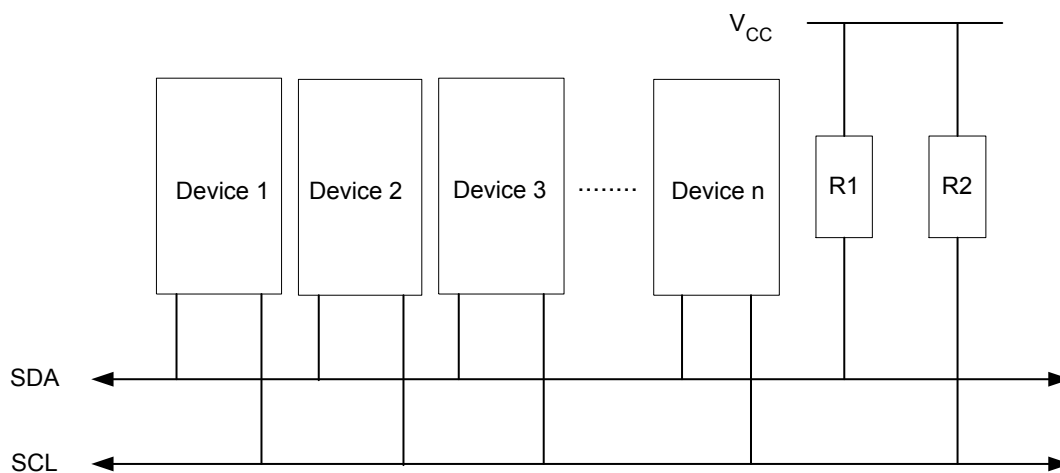 VCC
Device 1
Device 2
Device 3
........
Device n
R1
R2
SDA
SCL